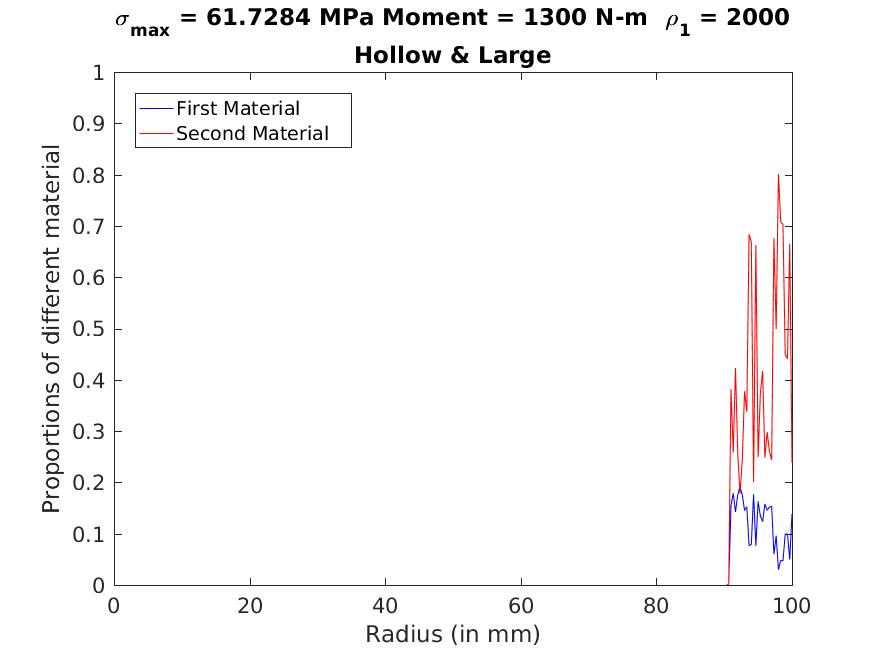 σmax = 61.7284 MPa Moment = 1300 N-m ρ1 = 2000
Hollow & Large
First Material
Second Material
Proportions of different material
1
0.9
0.8
0.7
0.6
0.5
0.4
0.3
0.2
0.1
0
0 20 40 60 80 100
Radius (in mm)